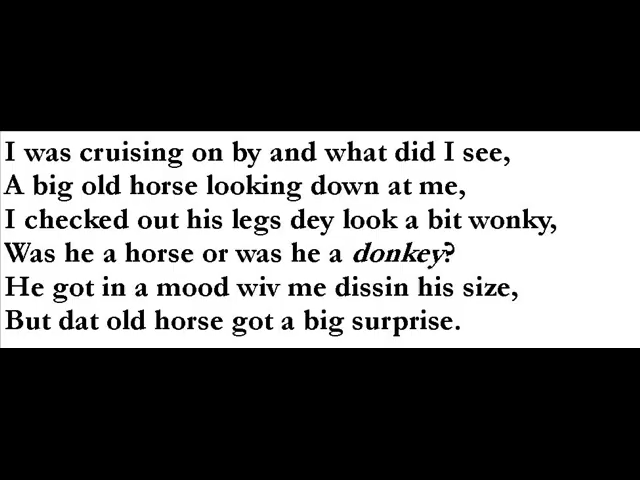 I was cruising on by and what did I see,
A big old horse looking down at me,
I checked out his legs dey look a bit wonky,
Was he a horse or was he a donkey?
He got in a mood wiv me dissin his size,
But dat old horse got a big surprise.